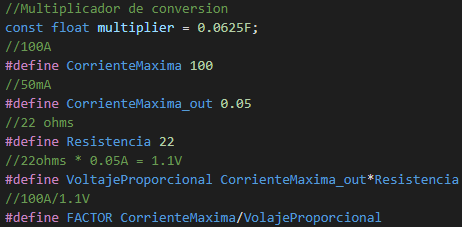 //Multiplicador de conversion
const float multiplier = 0.0625F;
//100A
#define CorrienteMaxima 100
//50mA
#define CorrienteMaxima_out 0.05
//22 ohms
#define Resistencia 22
//22ohms * 0.05A = 1.1V
#define VoltajeProporcional CorrienteMaxima_out*Resistencia
//100A/1.1V
#define FACTOR CorrienteMaxima/VolajeProporcional